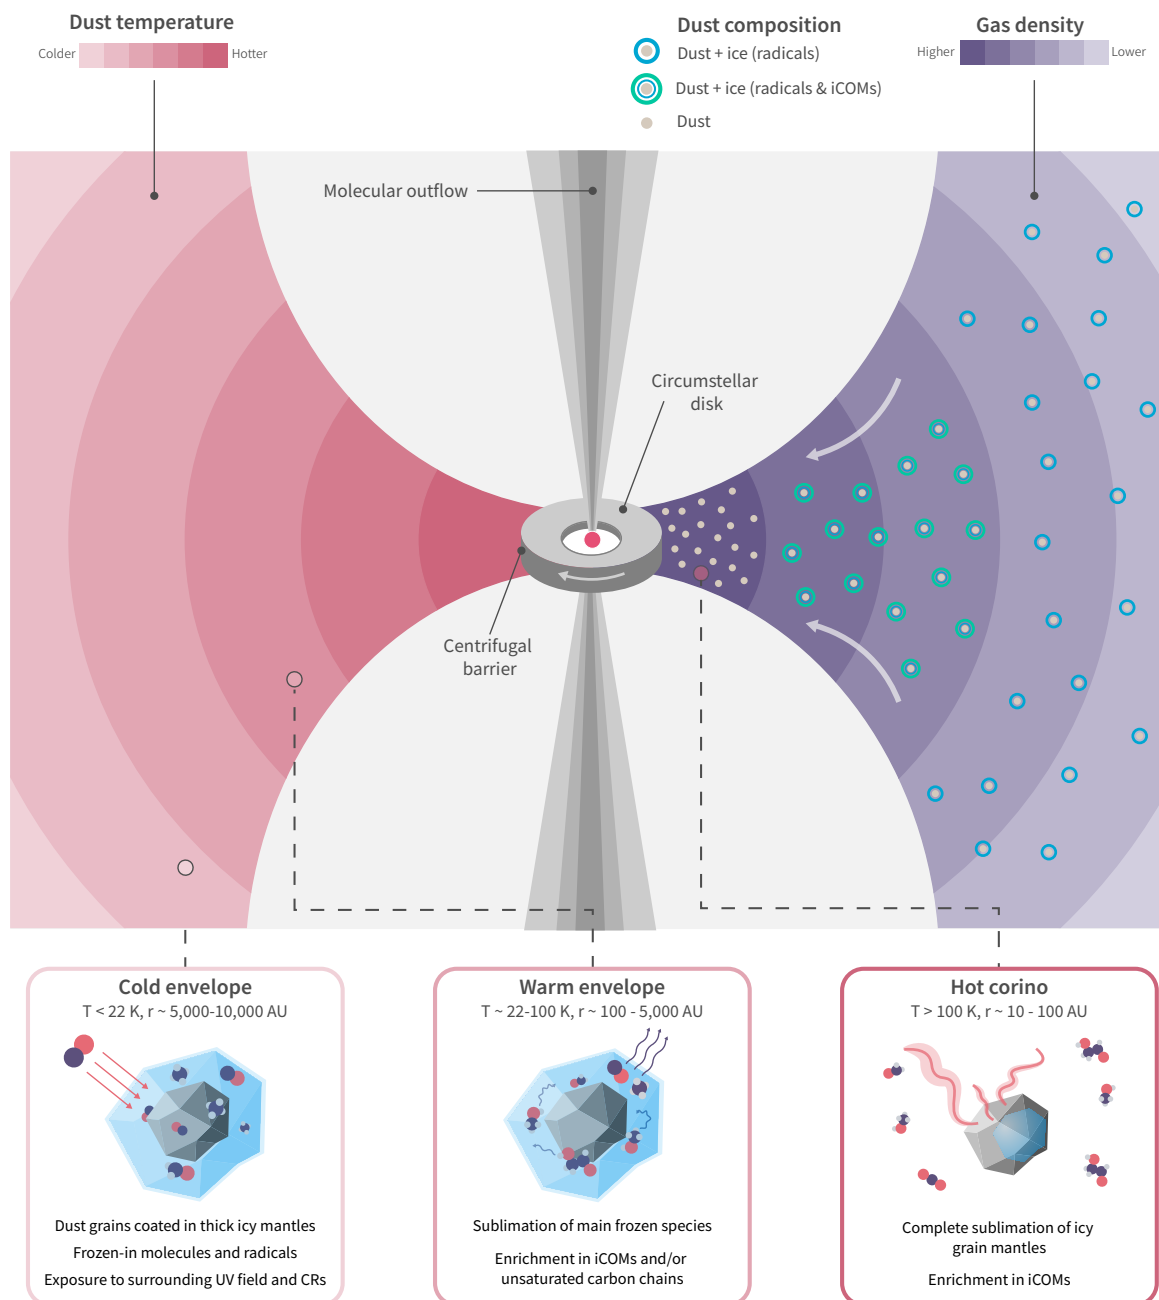 Dust temperature
Colder
Hotter
Dust composition
Dust + ice (radicals)
Dust + ice (radicals & iCOMs)
Dust
Gas density
Higher
Lower
Molecular outflow
Circumstellar
disk
Centrifugal
barrier
Cold envelope
T < 22 K, r ~ 5,000-10,000 AU
Dust grains coated in thick icy mantles
Frozen-in molecules and radicals
Exposure to surrounding UV field and CRs
Warm envelope
T ~ 22-100 K, r ~ 100 - 5,000 AU
Sublimation of main frozen species
Enrichment in iCOMs and/or
unsaturated carbon chains
Hot corino
T > 100 K, r ~ 10 - 100 AU
Complete sublimation of icy
grain mantles
Enrichment in iCOMs